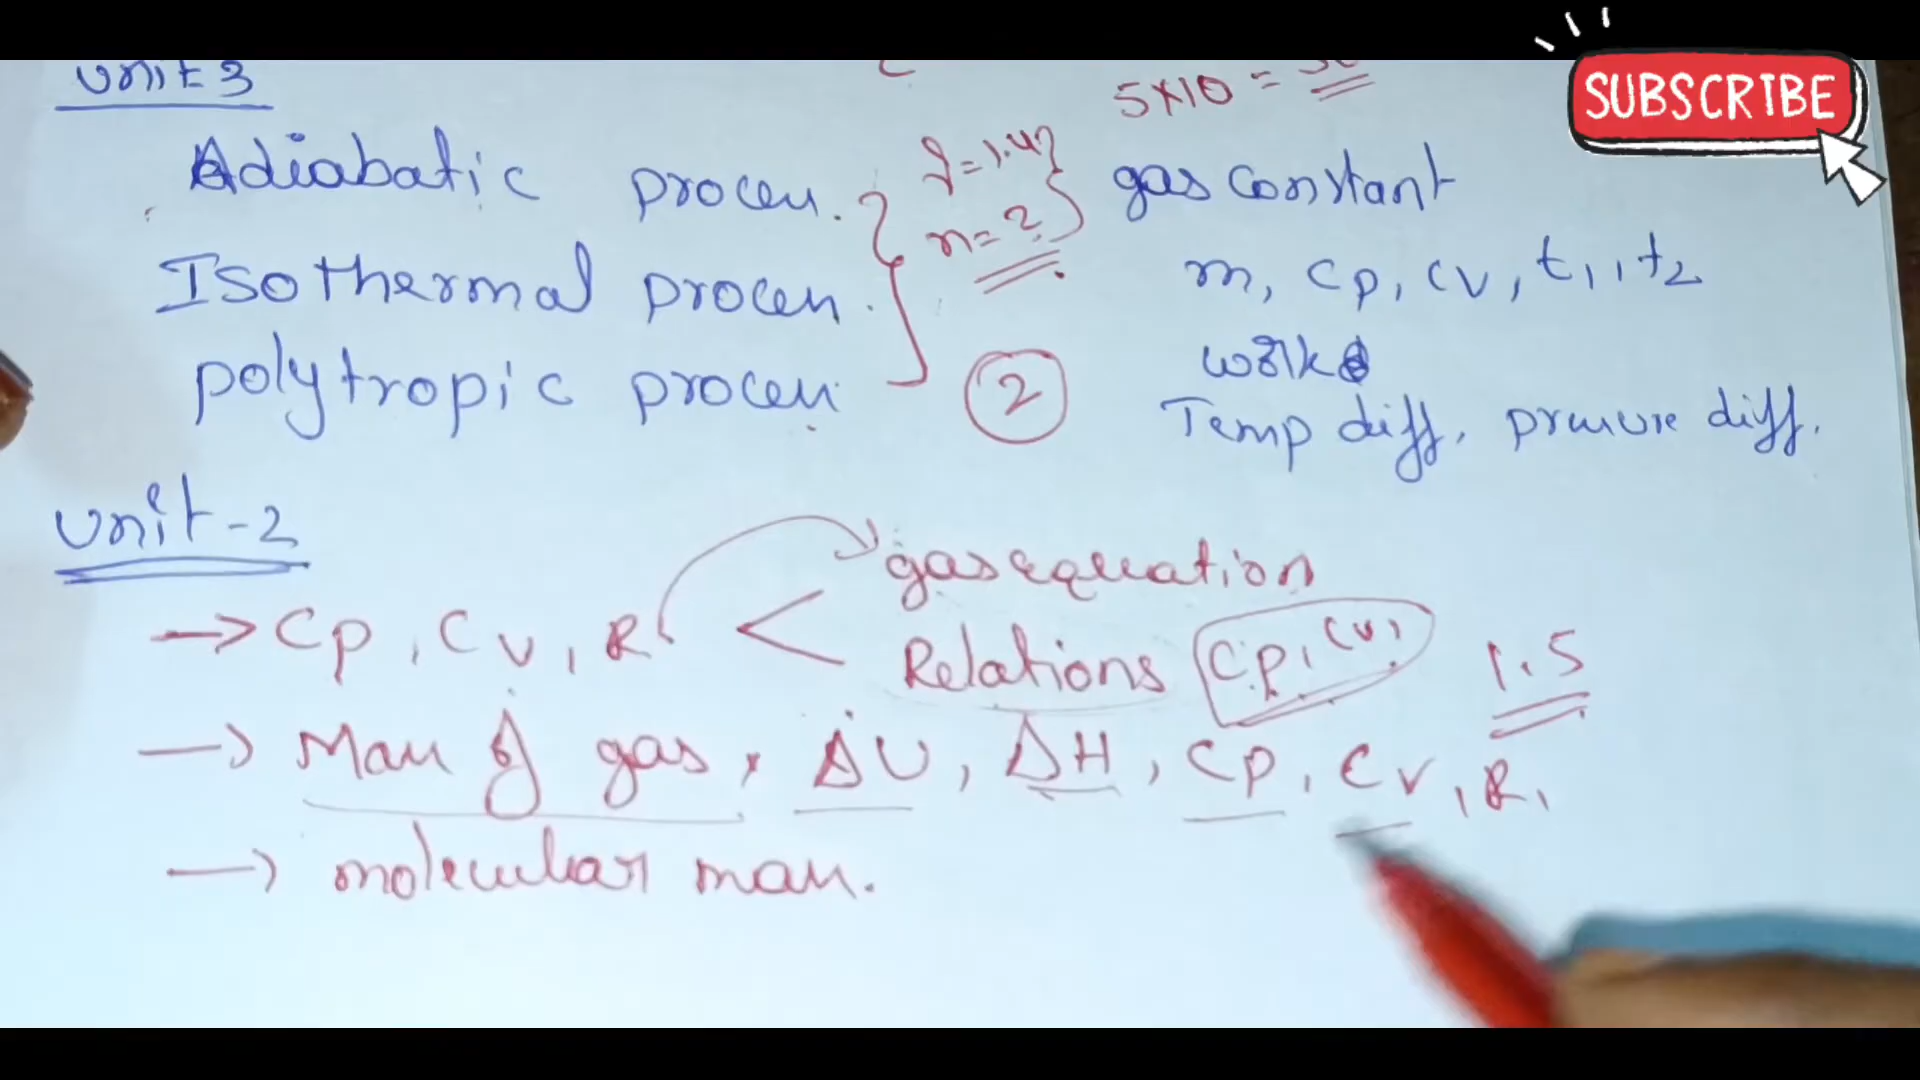 SUBSCRIBE
Unit 3
5×10 =
Adiabatic process. γ=1.4 gas constant
n=?
Isothermal process. m, Cp, Cv, t1, t2
work
polytropic process 2 Temp diff, pressure diff.
Unit-2
gas equation
→ Cp, Cv, R < Relations Cp, Cv, 1.5
→ Mass of gas, ΔU, ΔH, Cp, Cv, R,
→ molecular mass.